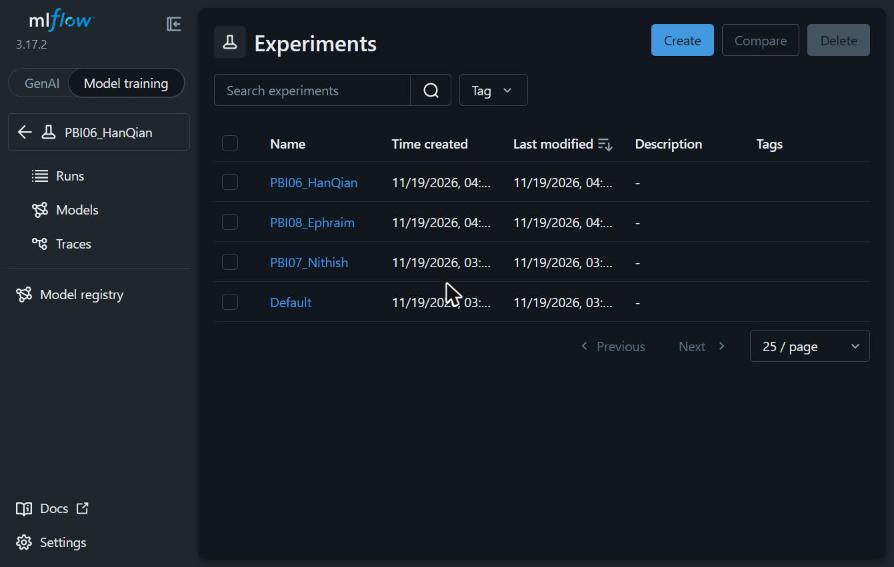 mlflow
3.17.2
GenAI Model training
PBI06_HanQian
Runs
Models
Traces
Model registry
Docs
Settings
Experiments
Create Compare Delete
Search experiments Tag
Name Time created Last modified Description Tags
PBI06_HanQian 11/19/2026, 04:... 11/19/2026, 04:... -
PBI08_Ephraim 11/19/2026, 04:... 11/19/2026, 04:... -
PBI07_Nithish 11/19/2026, 03:... 11/19/2026, 03:... -
Default 11/19/2026, 03:... 11/19/2026, 03:... -
Previous Next 25 / page